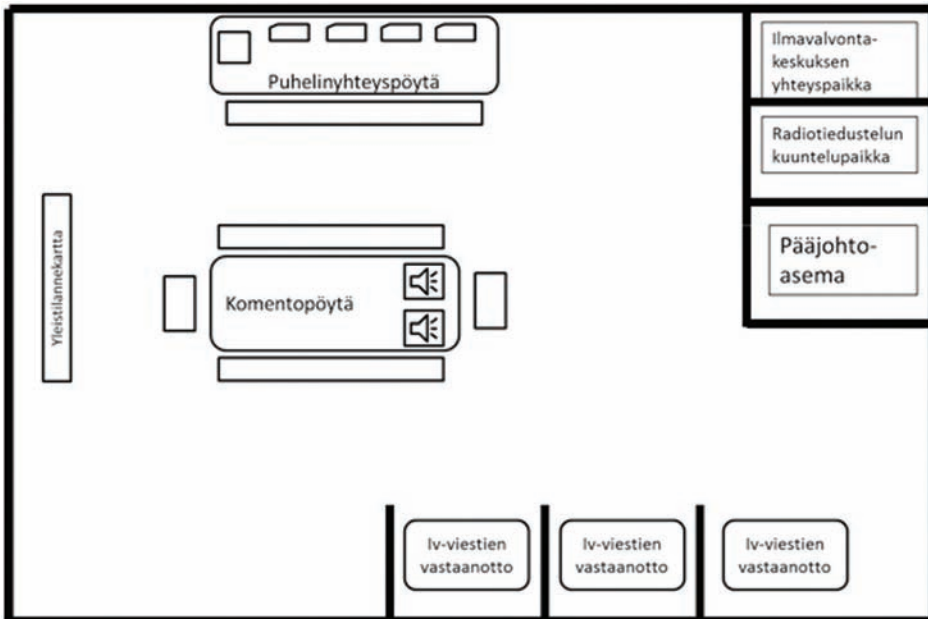 Puhelinyhteyspöytä
Ilmavalvonta-
keskuksen
yhteyspaikka
Radiotiedustelun
kuuntelupaikka
Pääjohto-
asema
Yleistilannekartta
Komentopöytä
Iv-viestien
vastaanotto
Iv-viestien
vastaanotto
Iv-viestien
vastaanotto